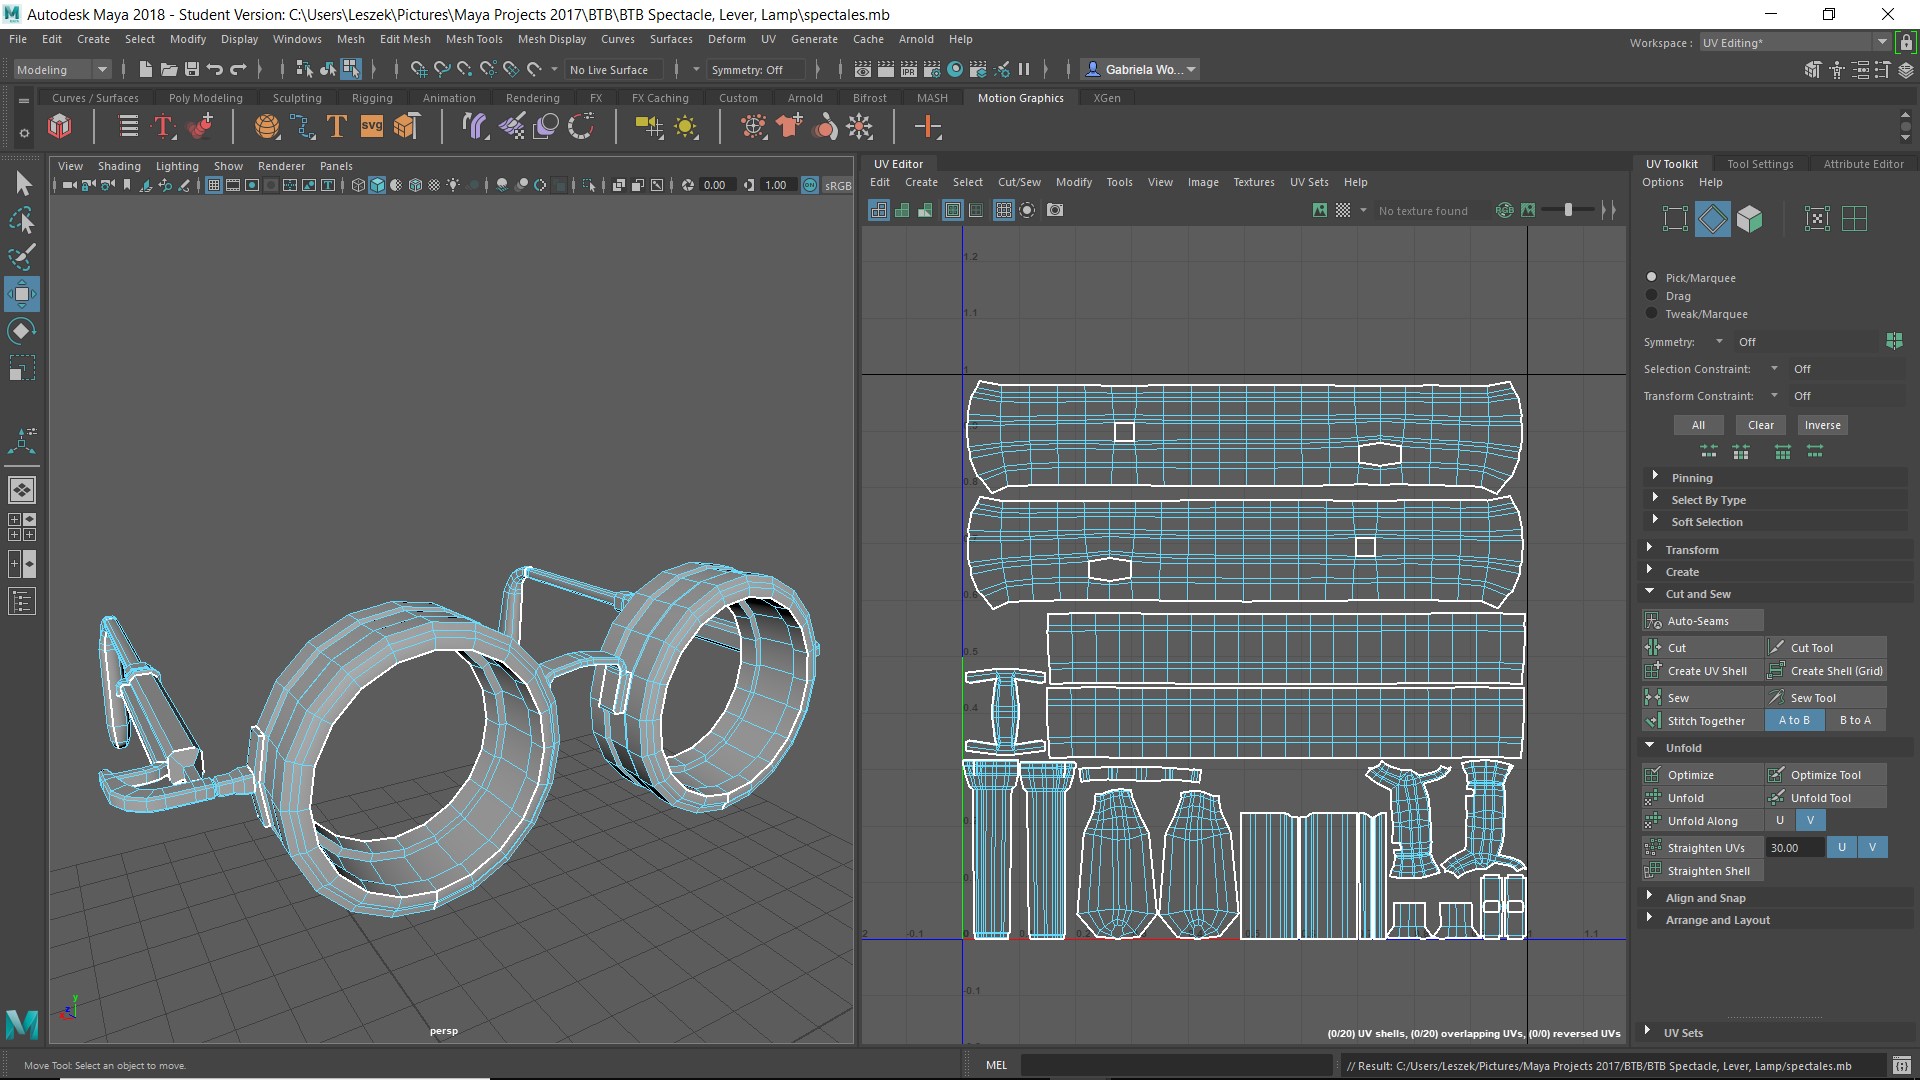 Autodesk Maya 2018 - Student Version: C:\Users\Leszek\Pictures\Maya Projects 2017\BTB\BTB Spectacle, Lever, Lamp\spectales.mb
File Edit Create Select Modify Display Windows Mesh Edit Mesh Mesh Tools Mesh Display Curves Surfaces Deform UV Generate Cache Arnold Help
Workspace : UV Editing*
Modeling No Live Surface Symmetry: Off Gabriela Wo...
Curves / Surfaces Poly Modeling Sculpting Rigging Animation Rendering FX FX Caching Custom Arnold Bifrost MASH Motion Graphics XGen
SVG
View Shading Lighting Show Renderer Panels
0.00 1.00 sRGB
persp
UV Editor
Edit Create Select Cut/Sew Modify Tools View Image Textures UV Sets Help
No texture found
1.2
1.1
1
0.8
0.6
0.5
0.4
-0.1 0 1 1.1
-0.1
(0/20) UV shells, (0/20) overlapping UVs, (0/0) reversed UVs
UV Toolkit Tool Settings Attribute Editor
Options Help
Pick/Marquee
Drag
Tweak/Marquee
Symmetry: Off
Selection Constraint: Off
Transform Constraint: Off
All Clear Inverse
Pinning
Select By Type
Soft Selection
Transform
Create
Cut and Sew
Auto-Seams
Cut Cut Tool
Create UV Shell Create Shell (Grid)
Sew Sew Tool
Stitch Together A to B B to A
Unfold
Optimize Optimize Tool
Unfold Unfold Tool
Unfold Along U V
Straighten UVs 30.00 U V
Straighten Shell
Align and Snap
Arrange and Layout
UV Sets
Move Tool: Select an object to move.
MEL
// Result: C:/Users/Leszek/Pictures/Maya Projects 2017/BTB/BTB Spectacle, Lever, Lamp/spectales.mb